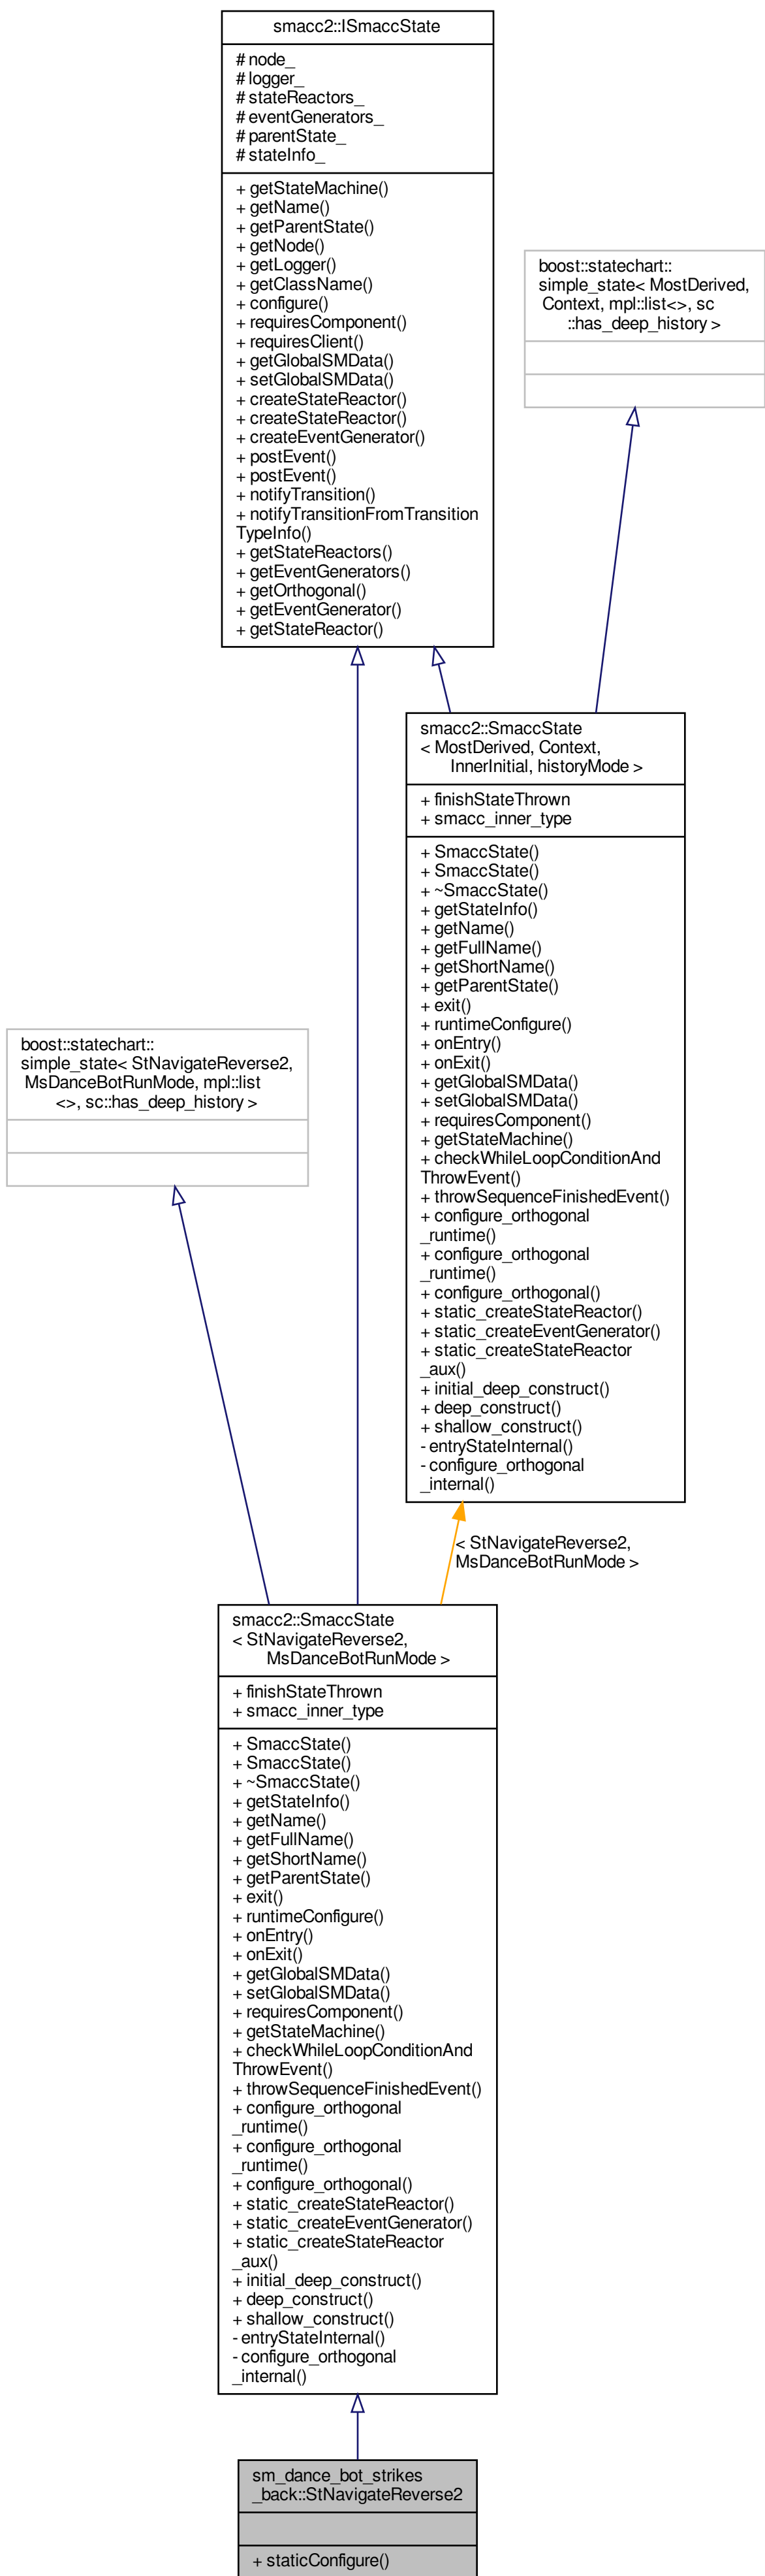 smacc2::ISmaccState
# node_
# logger_
# stateReactors_
# eventGenerators_
# parentState_
# stateInfo_
+ getStateMachine()
+ getName()
+ getParentState()
+ getNode()
+ getLogger()
+ getClassName()
+ configure()
+ requiresComponent()
+ requiresClient()
+ getGlobalSMData()
+ setGlobalSMData()
+ createStateReactor()
+ createStateReactor()
+ createEventGenerator()
+ postEvent()
+ postEvent()
+ notifyTransition()
+ notifyTransitionFromTransition
TypeInfo()
+ getStateReactors()
+ getEventGenerators()
+ getOrthogonal()
+ getEventGenerator()
+ getStateReactor()
boost::statechart::
simple_state< MostDerived,
Context, mpl::list<>, sc
::has_deep_history >
smacc2::SmaccState
< MostDerived, Context,
InnerInitial, historyMode >
+ finishStateThrown
+ smacc_inner_type
+ SmaccState()
+ SmaccState()
+ ~SmaccState()
+ getStateInfo()
+ getName()
+ getFullName()
+ getShortName()
+ getParentState()
+ exit()
+ runtimeConfigure()
+ onEntry()
+ onExit()
+ getGlobalSMData()
+ setGlobalSMData()
+ requiresComponent()
+ getStateMachine()
+ checkWhileLoopConditionAnd
ThrowEvent()
+ throwSequenceFinishedEvent()
+ configure_orthogonal
_runtime()
+ configure_orthogonal
_runtime()
+ configure_orthogonal()
+ static_createStateReactor()
+ static_createEventGenerator()
+ static_createStateReactor
_aux()
+ initial_deep_construct()
+ deep_construct()
+ shallow_construct()
- entryStateInternal()
- configure_orthogonal
_internal()
boost::statechart::
simple_state< StNavigateReverse2,
MsDanceBotRunMode, mpl::list
<>, sc::has_deep_history >
< StNavigateReverse2,
MsDanceBotRunMode >
smacc2::SmaccState
< StNavigateReverse2,
MsDanceBotRunMode >
+ finishStateThrown
+ smacc_inner_type
+ SmaccState()
+ SmaccState()
+ ~SmaccState()
+ getStateInfo()
+ getName()
+ getFullName()
+ getShortName()
+ getParentState()
+ exit()
+ runtimeConfigure()
+ onEntry()
+ onExit()
+ getGlobalSMData()
+ setGlobalSMData()
+ requiresComponent()
+ getStateMachine()
+ checkWhileLoopConditionAnd
ThrowEvent()
+ throwSequenceFinishedEvent()
+ configure_orthogonal
_runtime()
+ configure_orthogonal
_runtime()
+ configure_orthogonal()
+ static_createStateReactor()
+ static_createEventGenerator()
+ static_createStateReactor
_aux()
+ initial_deep_construct()
+ deep_construct()
+ shallow_construct()
- entryStateInternal()
- configure_orthogonal
_internal()
sm_dance_bot_strikes
_back::StNavigateReverse2
+ staticConfigure()